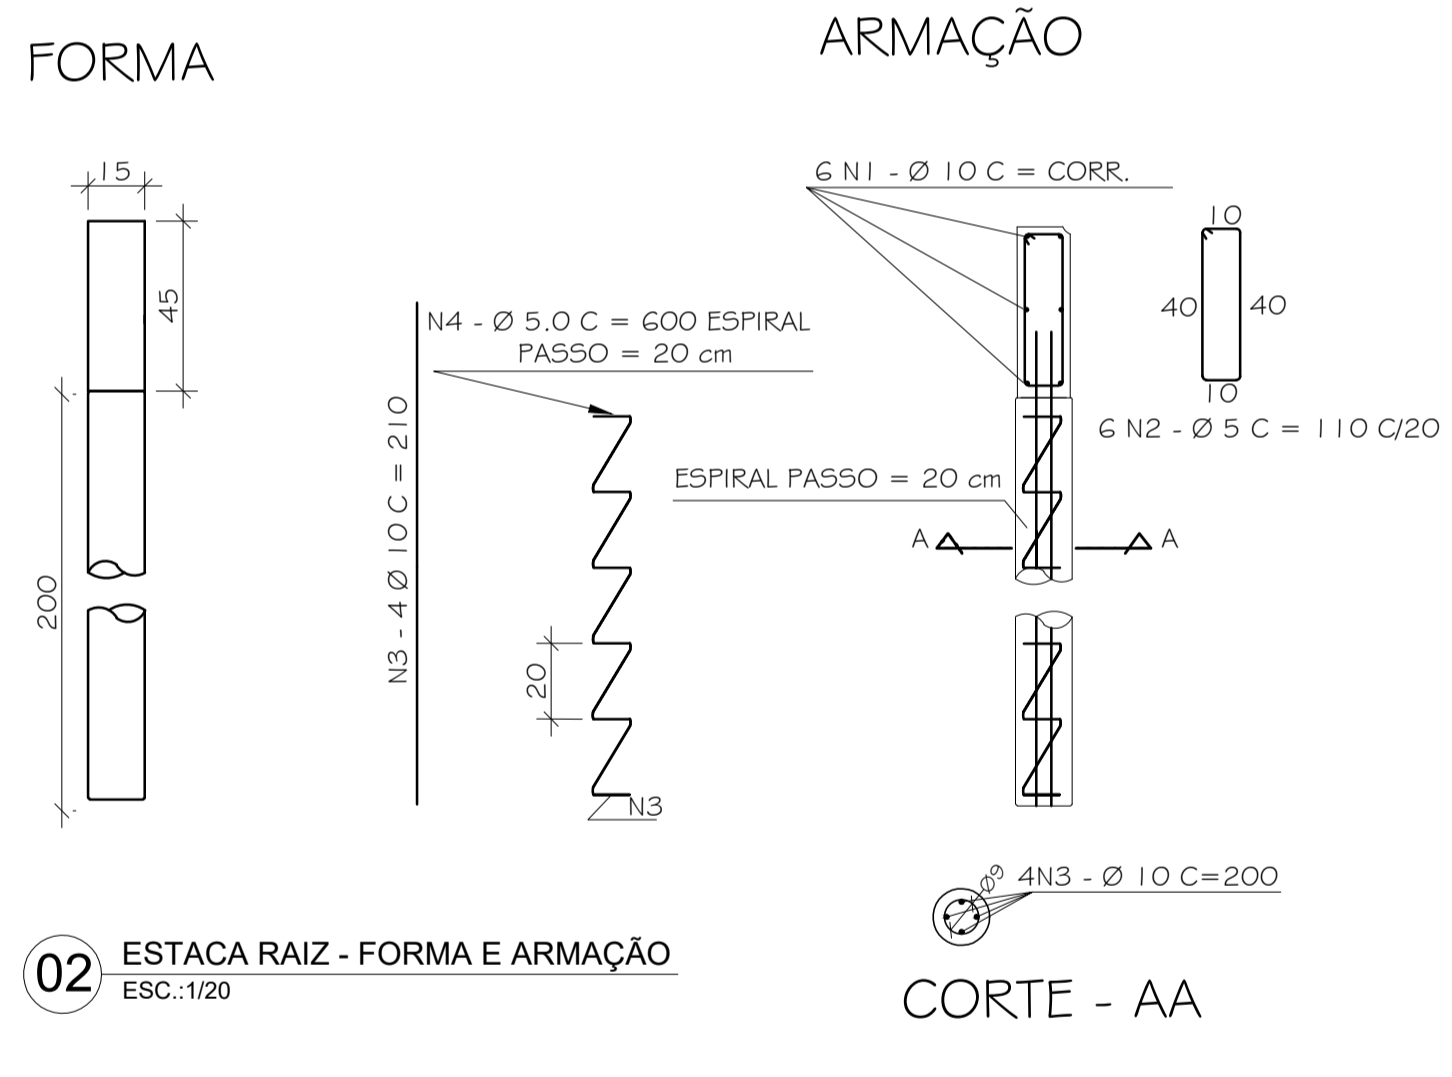 FORMA
ARMAÇÃO
15
45
200
N3 - 4 Ø 10 C = 210
N4 - Ø 5.0 C = 600 ESPIRAL
PASSO = 20 cm
20
N3
6 N1 - Ø 10 C = CORR.
10
40
40
10
6 N2 - Ø 5 C = 110 C/20
ESPIRAL PASSO = 20 cm
A
A
Ø9
4N3 - Ø 10 C=200
CORTE - AA
02
ESTACA RAIZ - FORMA E ARMAÇÃO
ESC.:1/20